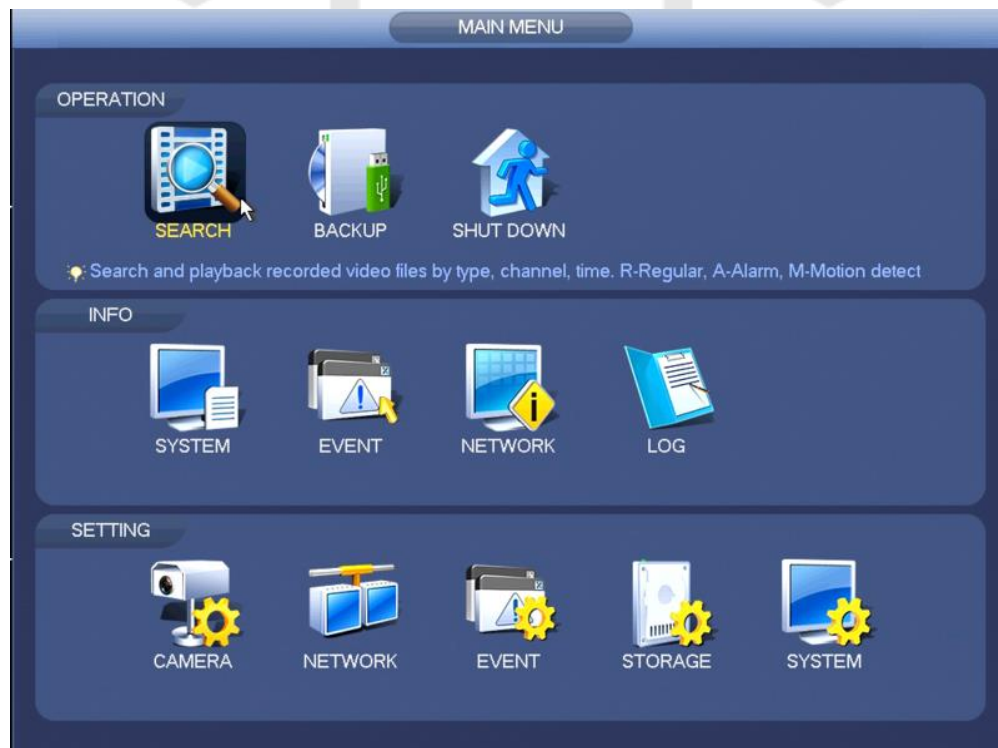 MAIN MENU
OPERATION
SEARCH BACKUP SHUT DOWN
Search and playback recorded video files by type, channel, time. R-Regular, A-Alarm, M-Motion detect
INFO
SYSTEM EVENT NETWORK LOG
SETTING
CAMERA NETWORK EVENT STORAGE SYSTEM